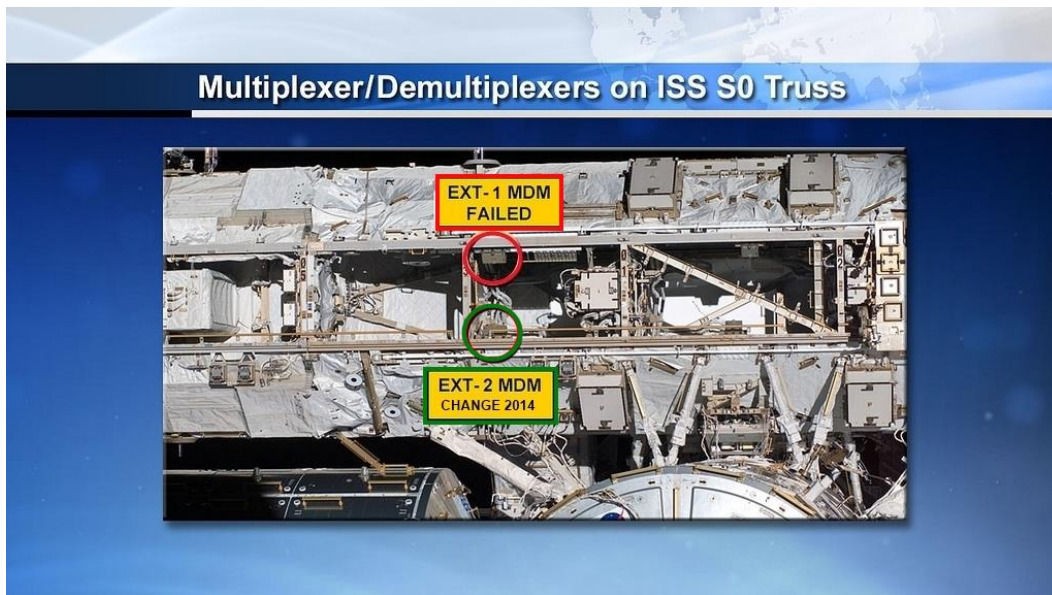 Multiplexer/Demultiplexers on ISS S0 Truss
EXT-1 MDM
FAILED
EXT-2 MDM
CHANGE 2014